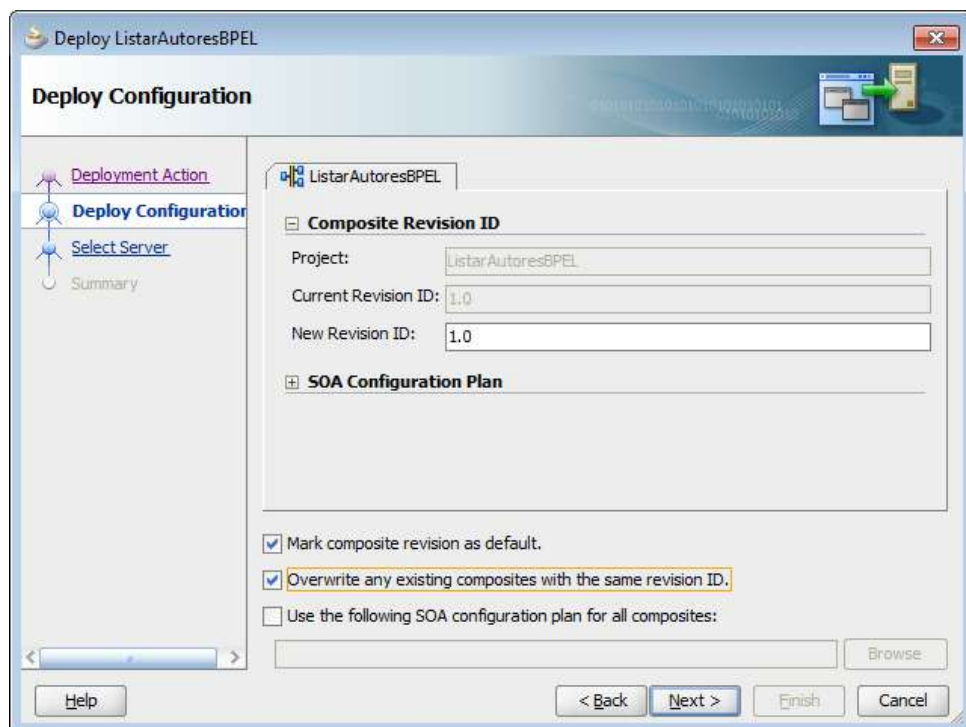 Deploy ListarAutoresBPEL
Deploy Configuration
Deployment Action
Deploy Configuration
Select Server
Summary
ListarAutoresBPEL
Composite Revision ID
Project: ListarAutoresBPEL
Current Revision ID: 1.0
New Revision ID: 1.0
SOA Configuration Plan
Mark composite revision as default.
Overwrite any existing composites with the same revision ID.
Use the following SOA configuration plan for all composites:
Browse
Help < Back Next > Finish Cancel